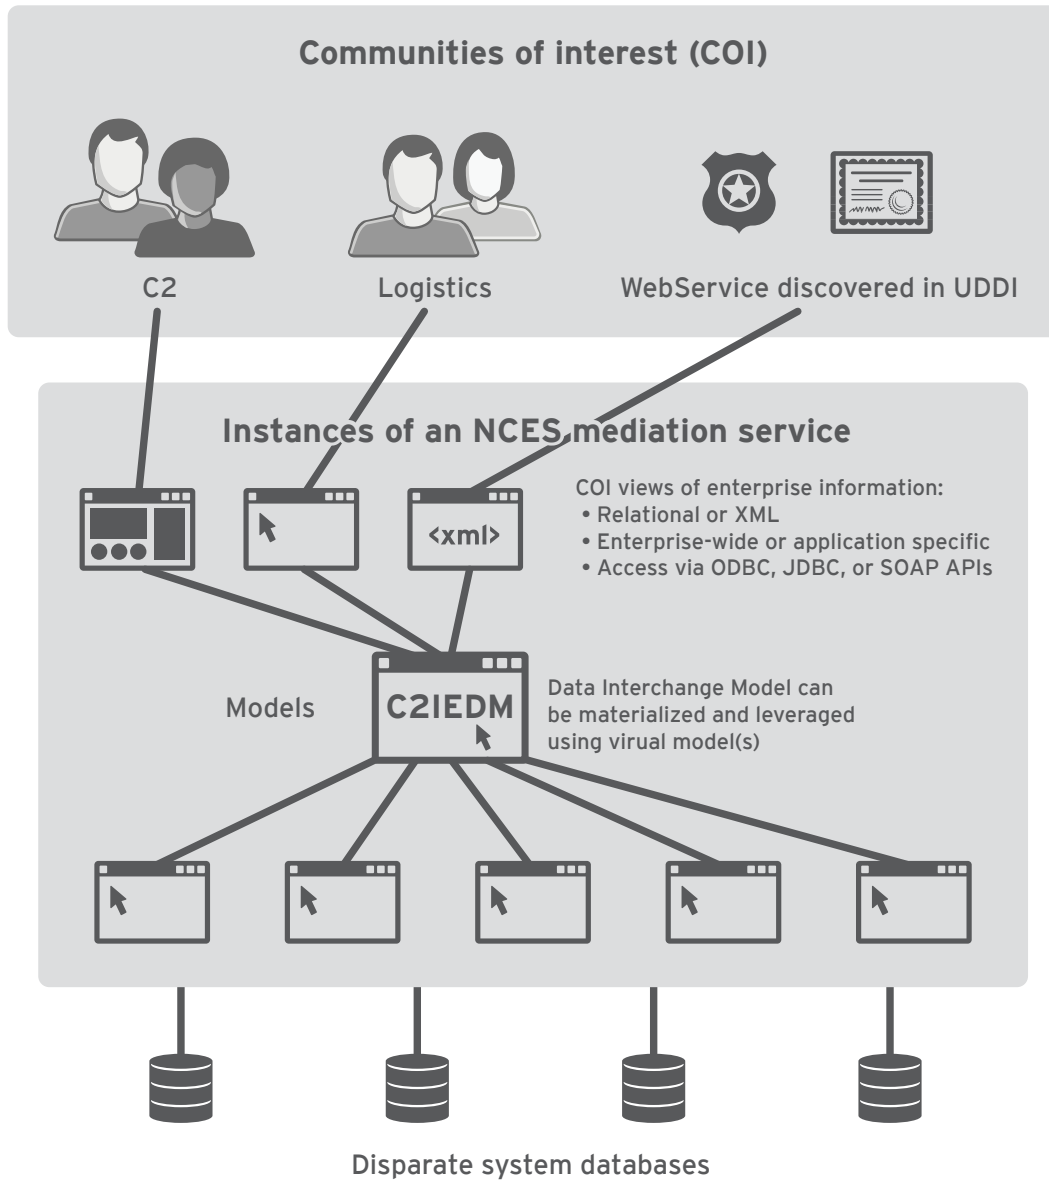 Communities of interest (COI)
C2
Logistics
WebService discovered in UDDI
Instances of an NCES mediation service
COI views of enterprise information:
• Relational or XML
• Enterprise-wide or application specific
• Access via ODBC, JDBC, or SOAP APIs
<xml>
Models
C2IEDM
Data Interchange Model can
be materialized and leveraged
using virual model(s)
Disparate system databases